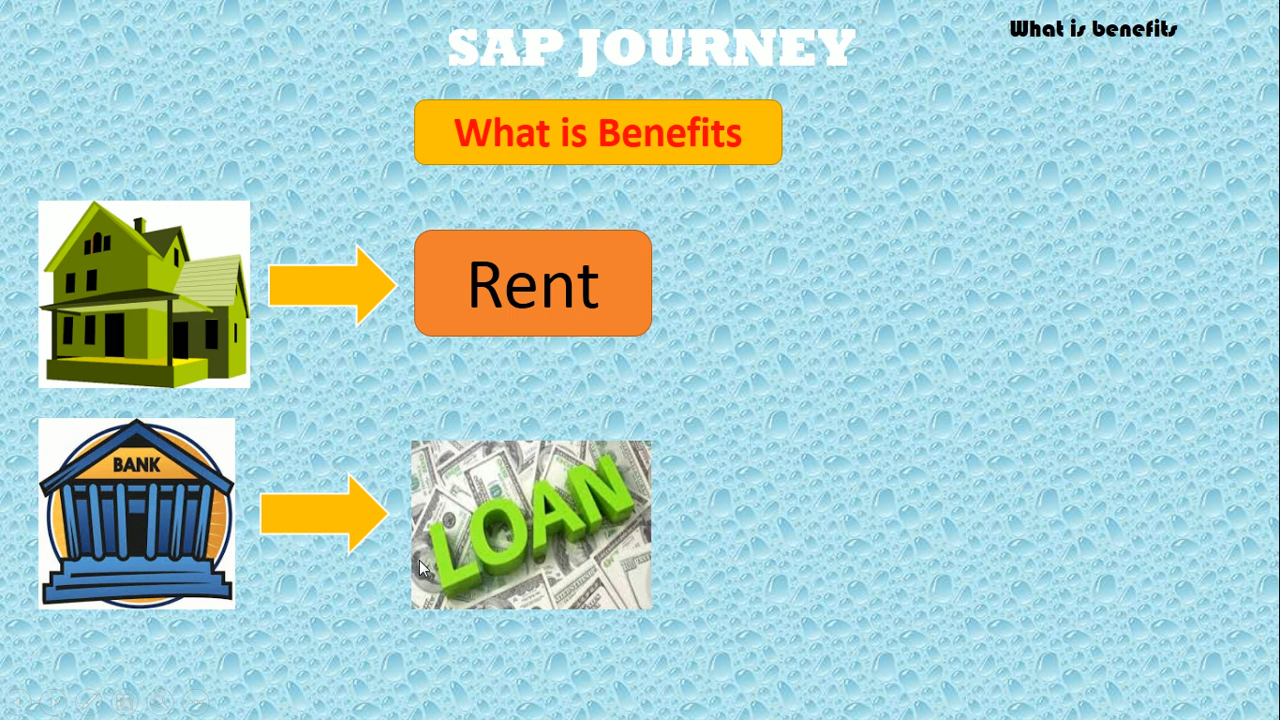 What is benefits
SAP JOURNEY
What is Benefits
Rent
BANK
LOAN